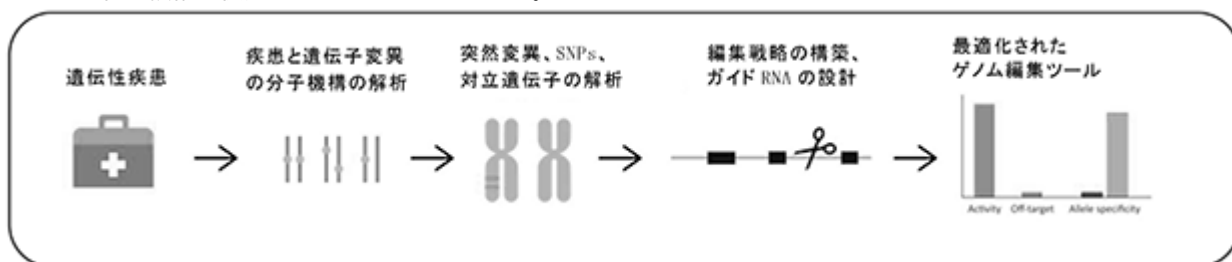 遺伝性疾患
疾患と遺伝子変異
の分子機構の解析
突然変異、SNPs、
対立遺伝子の解析
編集戦略の構築、
ガイド RNA の設計
最適化された
ゲノム編集ツール
Activity Off-target Allele specificity